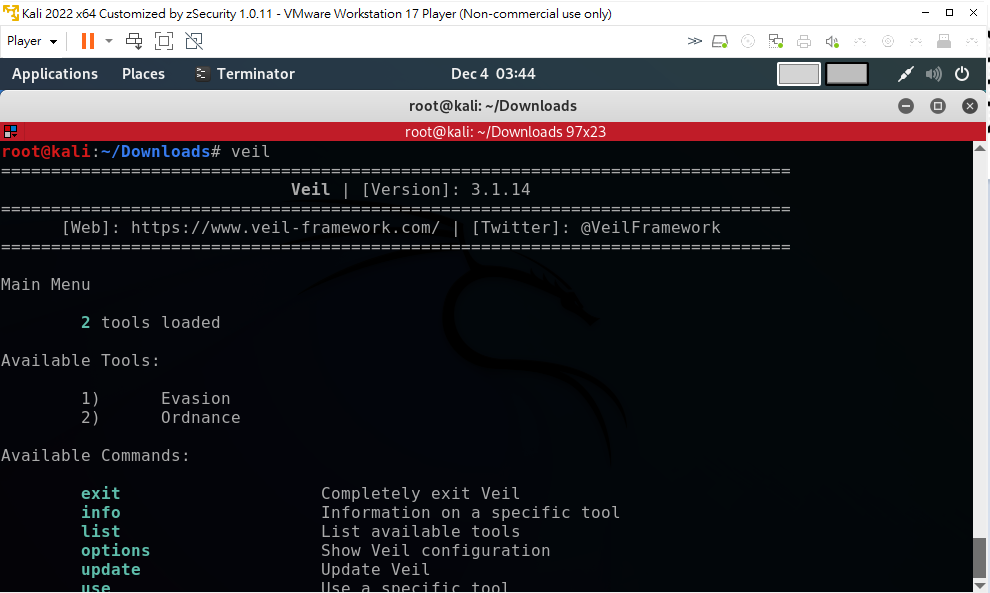 Kali 2022 x64 Customized by zSecurity 1.0.11 - VMware Workstation 17 Player (Non-commercial use only)
Player
Applications Places Terminator Dec 4 03:44
root@kali: ~/Downloads
root@kali: ~/Downloads 97x23
root@kali:~/Downloads# veil
===============================================================================
Veil | [Version]: 3.1.14
===============================================================================
[Web]: https://www.veil-framework.com/ | [Twitter]: @VeilFramework
===============================================================================
Main Menu
2 tools loaded
Available Tools:
1) Evasion
2) Ordnance
Available Commands:
exit Completely exit Veil
info Information on a specific tool
list List available tools
options Show Veil configuration
update Update Veil
use Use a specific tool